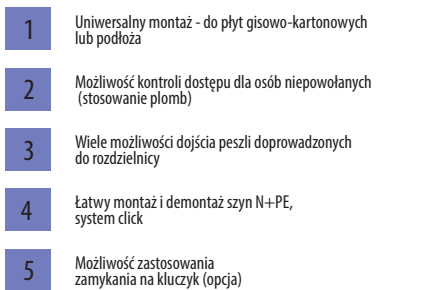 1 Uniwersalny montaż - do płyt gisowo-kartonowych
lub podłoża
2 Możliwość kontroli dostępu dla osób niepowołanych
(stosowanie plomb)
3 Wiele możliwości dojścia peszli doprowadzonych
do rozdzielnicy
4 Łatwy montaż i demontaż szyn N+PE,
system click
5 Możliwość zastosowania
zamykania na kluczyk (opcja)